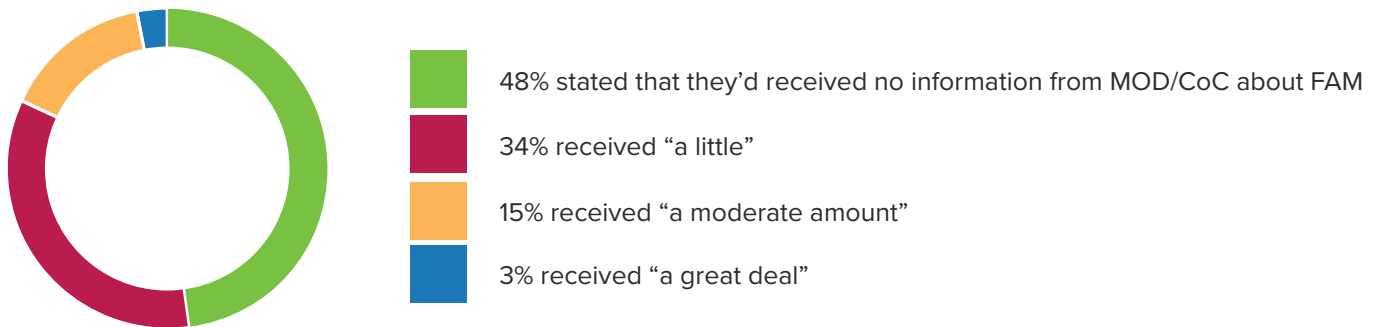 48% stated that they’d received no information from MOD/CoC about FAM
34% received “a little”
15% received “a moderate amount”
3% received “a great deal”